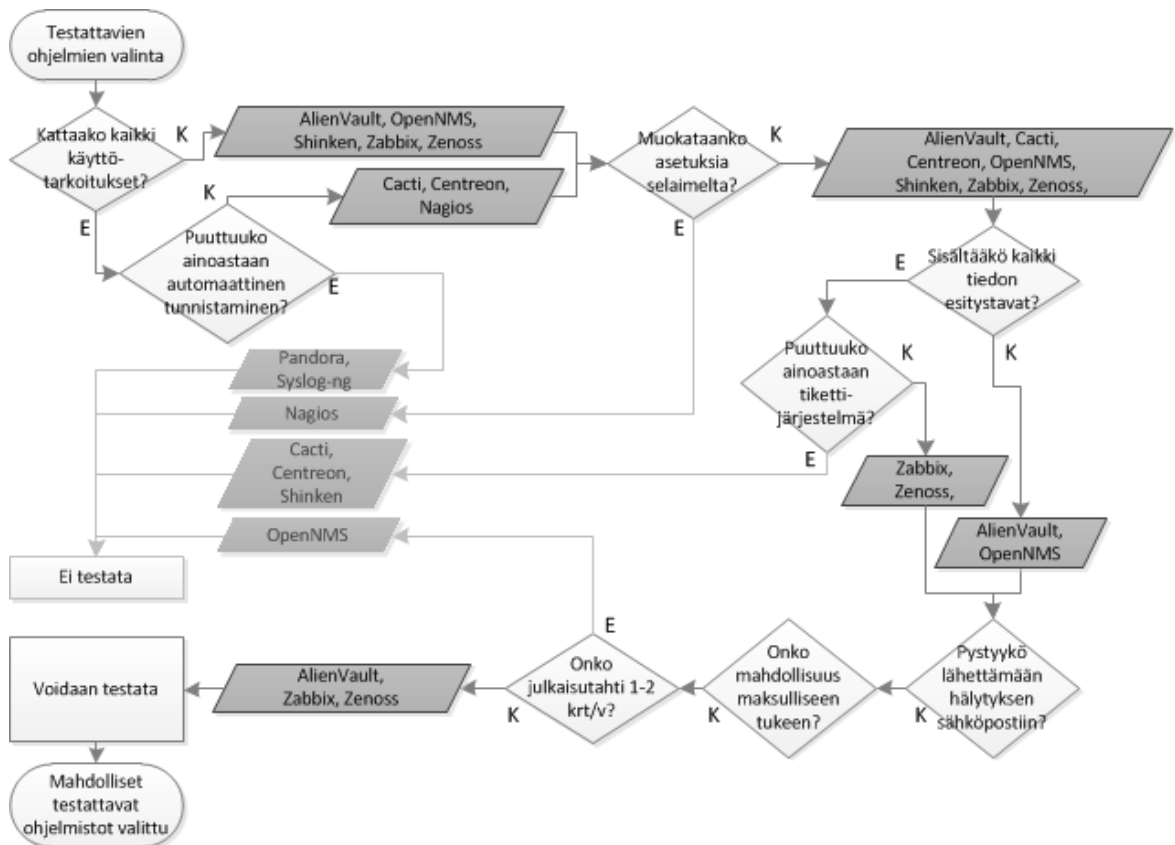 Testattavien
ohjelmien valinta
Kattaako kaikki
käyttö-
tarkoitukset?
K
E
AlienVault, OpenNMS,
Shinken, Zabbix, Zenoss
Puuttuuko
ainoastaan
automaattinen
tunnistaminen?
K
E
Cacti, Centreon,
Nagios
Muokataanko
asetuksia
selaimelta?
K
E
AlienVault, Cacti,
Centreon, OpenNMS,
Shinken, Zabbix, Zenoss,
Sisältääkö kaikki
tiedon
esitystavat?
E
K
Puuttuuko
ainoastaan
tiketti-
järjestelmä?
K
E
Pandora,
Syslog-ng
Nagios
Cacti,
Centreon,
Shinken
OpenNMS
Ei testata
Zabbix,
Zenoss,
AlienVault,
OpenNMS
Pystyykö
lähettämään
hälytyksen
sähköpostiin?
K
Onko
mahdollisuus
maksulliseen
tukeen?
K
Onko
julkaisutahti 1-2
krt/v?
E
K
AlienVault,
Zabbix, Zenoss
Voidaan testata
Mahdolliset
testattavat
ohjelmistot valittu